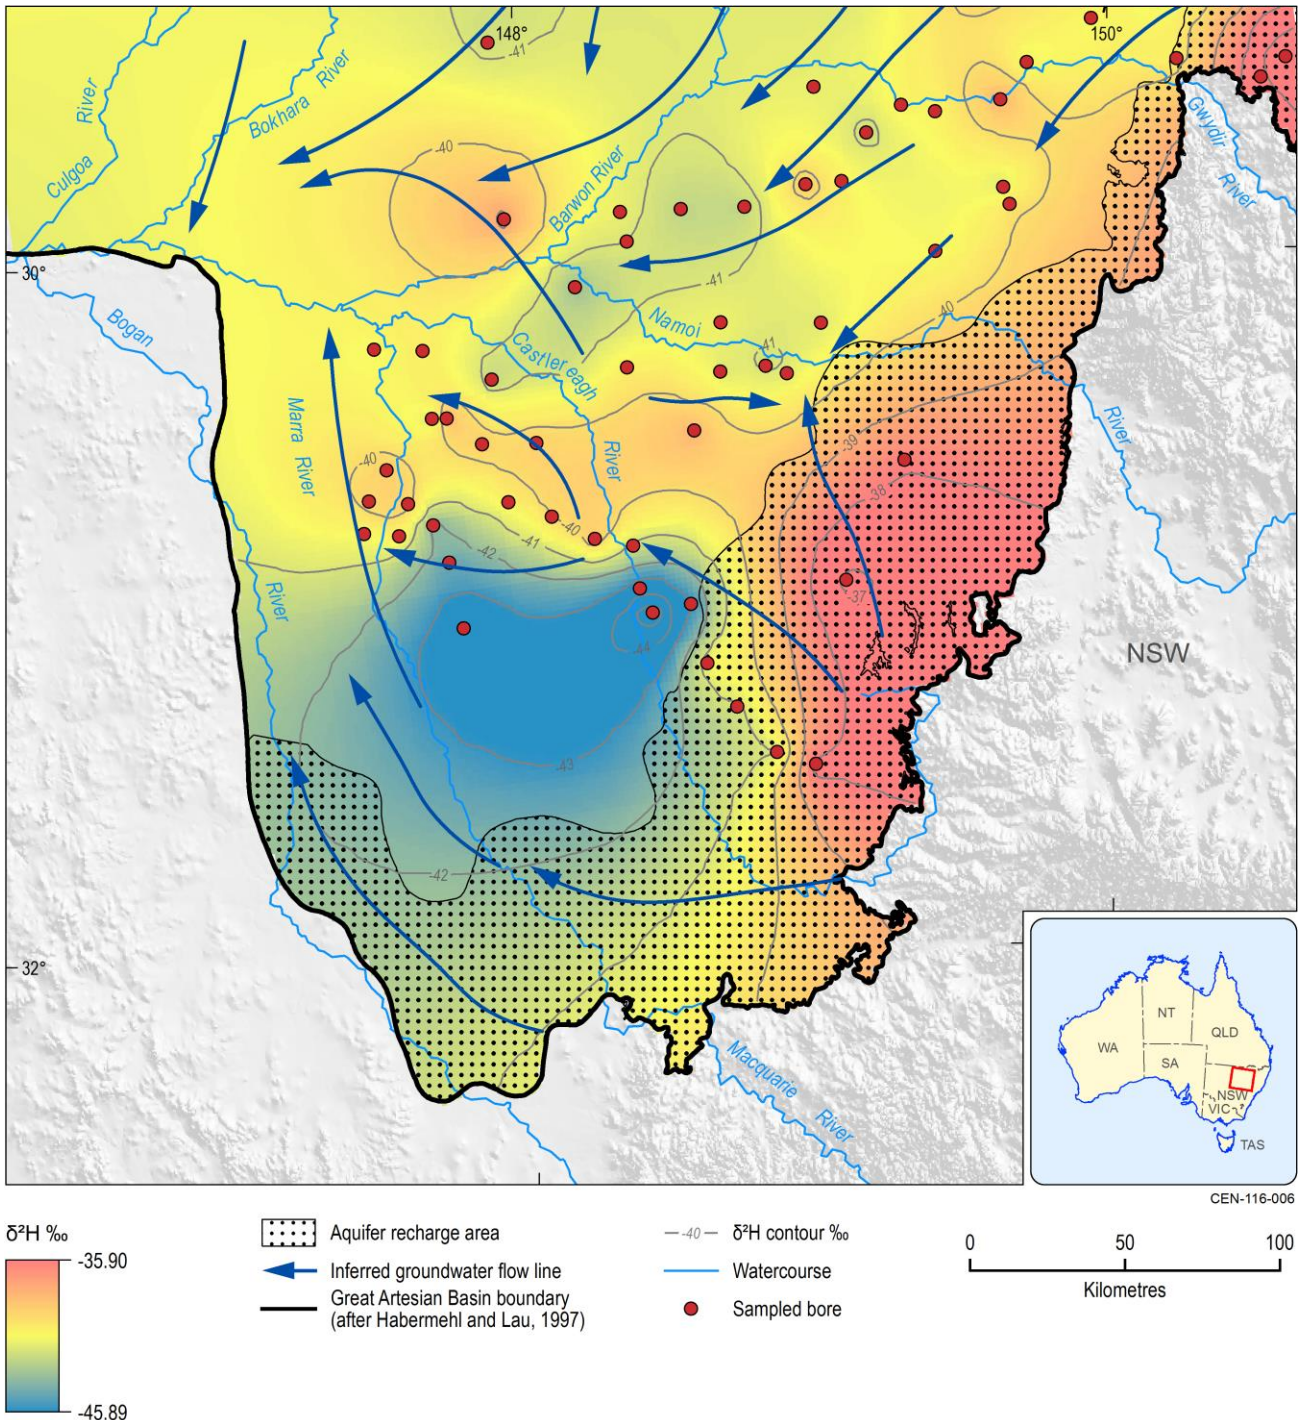 148°
150°
-41
Culgoa
River
Bokhara
River
Barwon River
Gwydir
River
-40
30°
-41
-40
Bogan
Namoi
-41
Castlereagh
River
Marra
River
River
-39
-40
-38
-40
-41
-42
-37
River
-44
NSW
-43
-42
32°
Macquarie
River
WA
NT
SA
QLD
NSW
VIC
TAS
CEN-116-006
δ²H ‰
-35.90
-45.89
Aquifer recharge area
Inferred groundwater flow line
Great Artesian Basin boundary
(after Habermehl and Lau, 1997)
-40
δ²H contour ‰
Watercourse
Sampled bore
0
50
100
Kilometres